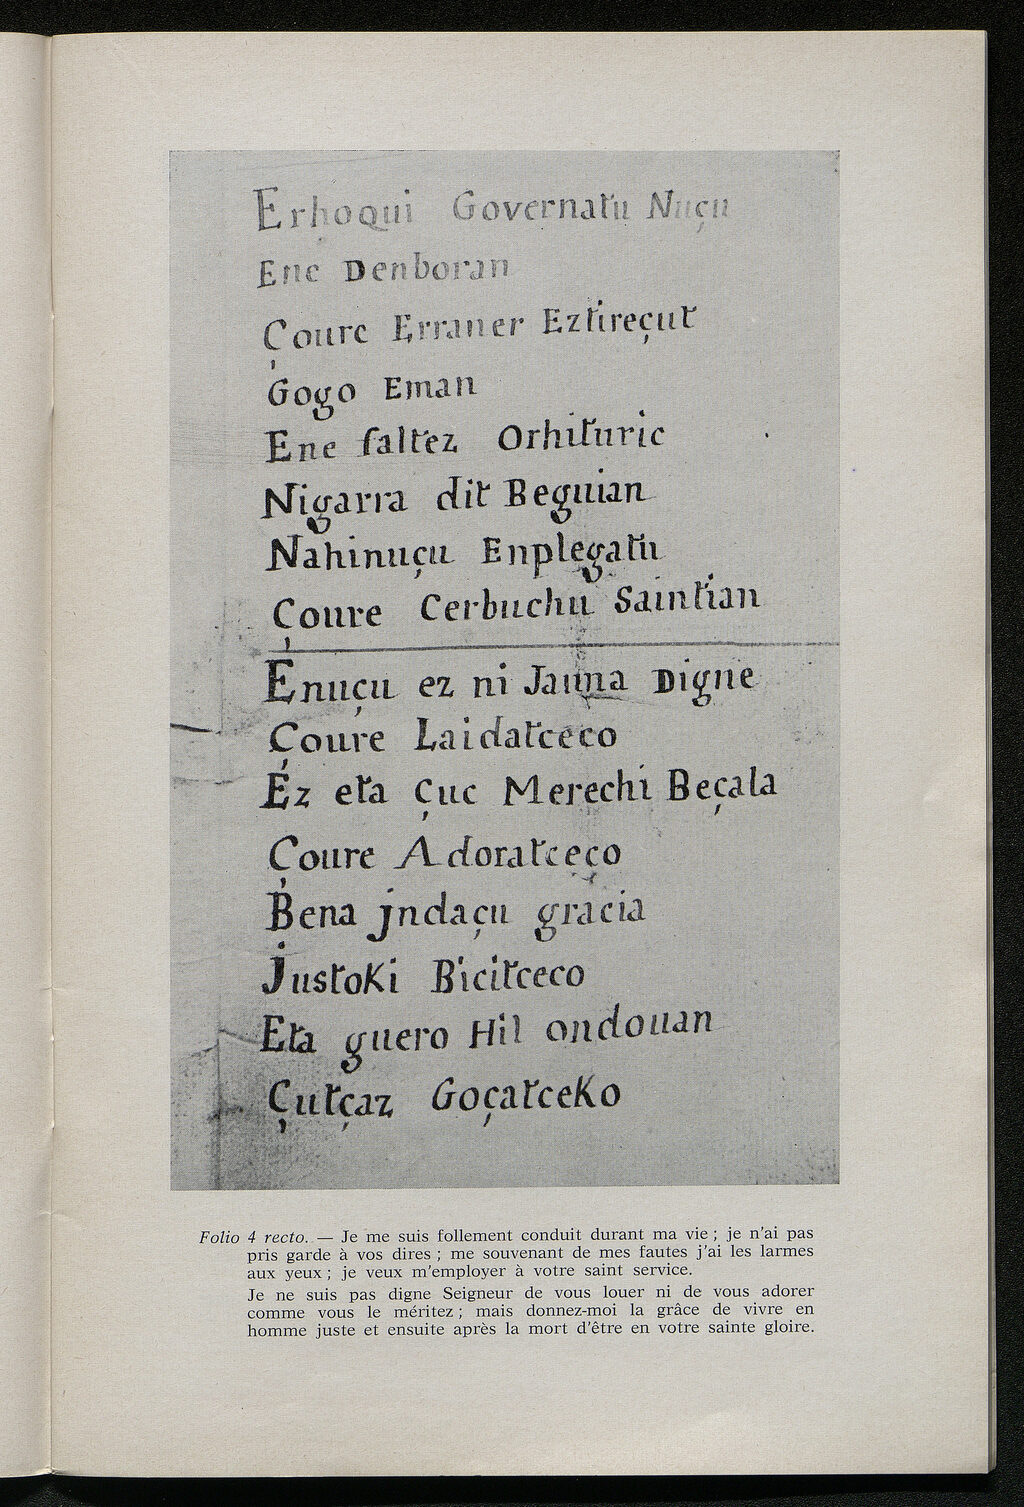 Erhoqui Governatu Nuçu
Ene Denboran
Çoure Erraner Eztireçut
Gogo Eman
Ene faltez Orhituric
Nigarra dit Beguian
Nahinuçu Enplegatu
Çoure Cerbuchu Saintian
Enuçu ez ni Jauna Digne
Çoure Laidatceco
Ez eta Çuc Merechi Beçala
Çoure Adoratceço
Bena jndaçu gracia
Justoki Bicitceco
Eta guero Hil ondouan
Çutçaz Goçatceko
Folio 4 recto. — Je me suis follement conduit durant ma vie ; je n'ai pas
pris garde à vos dires ; me souvenant de mes fautes j'ai les larmes
aux yeux ; je veux m'employer à votre saint service.
Je ne suis pas digne Seigneur de vous louer ni de vous adorer
comme vous le méritez ; mais donnez-moi la grâce de vivre en
homme juste et ensuite après la mort d'être en votre sainte gloire.